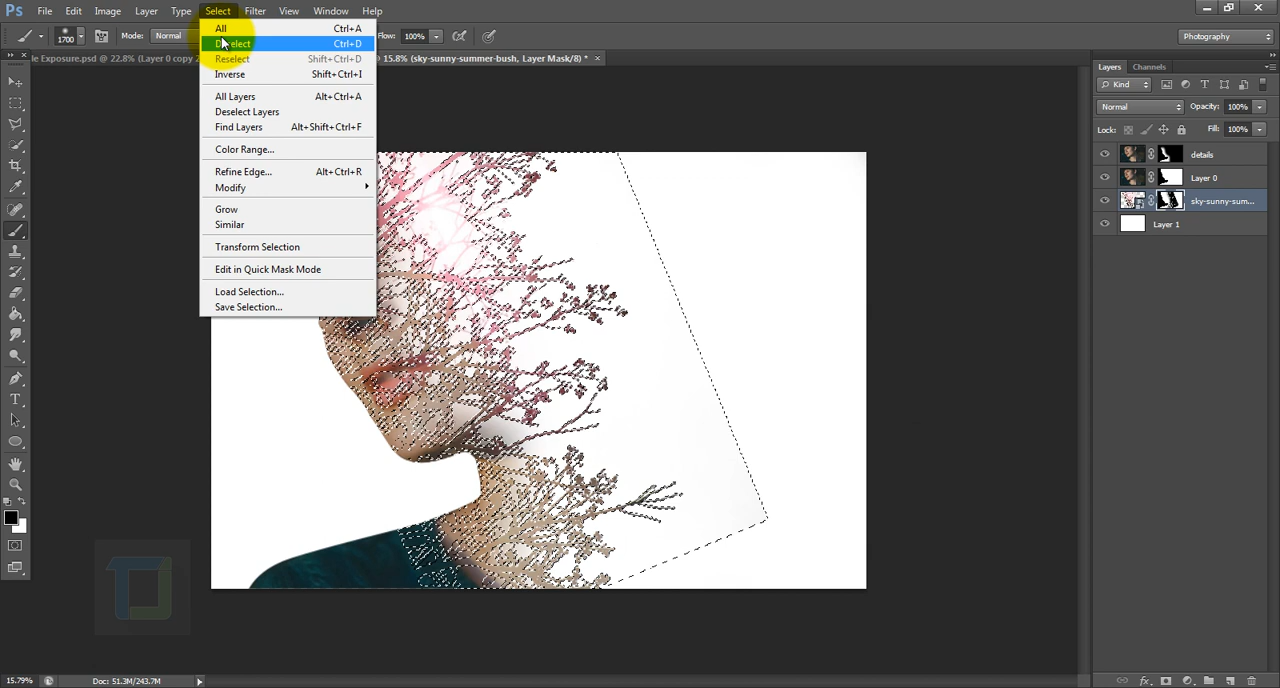 Ps File Edit Image Layer Type Select Filter View Window Help
1700 Mode: Normal Flow: 100% Photography
le Exposure.psd @ 22.8% (Layer 0 copy 2 @ 15.8% (sky-sunny-summer-bush, Layer Mask/8) *
All Ctrl+A
Deselect Ctrl+D
Reselect Shift+Ctrl+D
Inverse Shift+Ctrl+I
All Layers Alt+Ctrl+A
Deselect Layers
Find Layers Alt+Shift+Ctrl+F
Color Range...
Refine Edge... Alt+Ctrl+R
Modify
Grow
Similar
Transform Selection
Edit in Quick Mask Mode
Load Selection...
Save Selection...
Layers Channels
Kind
Normal Opacity: 100%
Lock: Fill: 100%
details
Layer 0
sky-sunny-sum...
Layer 1
15.79% Doc: 51.3M/243.7M